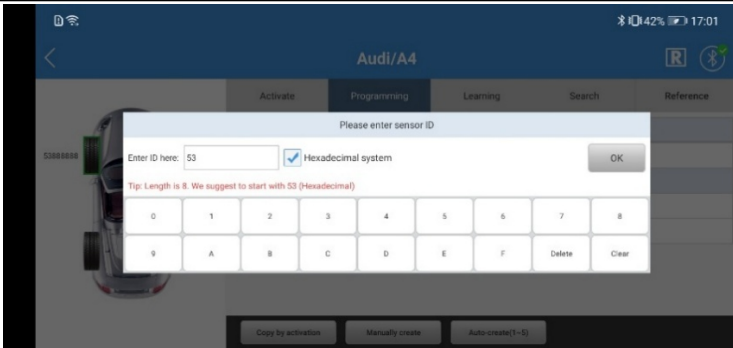 42% 17:01
Audi/A4
R
Activate Programming Learning Search Reference
Please enter sensor ID
53888888
Enter ID here: 53 Hexadecimal system OK
Tip: Length is 8. We suggest to start with 53 (Hexadecimal)
0 1 2 3 4 5 6 7 8
9 A B C D E F Delete Clear
Copy by activation Manually create Auto-create(1~5)